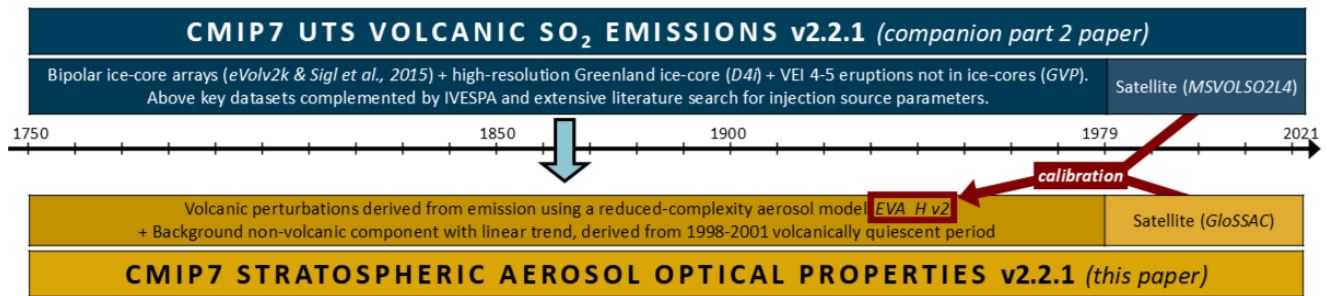 CMIP7 UTS VOLCANIC SO₂ EMISSIONS v2.2.1 (companion part 2 paper)
Bipolar ice-core arrays (eVolv2k & Sigl et al., 2015) + high-resolution Greenland ice-core (D4i) + VEI 4-5 eruptions not in ice-cores (GVP).
Above key datasets complemented by IVESPA and extensive literature search for injection source parameters.
Satellite (MSVOLSO2L4)
1750 1850 1900 1979 2021
calibration
Volcanic perturbations derived from emission using a reduced-complexity aerosol model EVA_H v2
+ Background non-volcanic component with linear trend, derived from 1998-2001 volcanically quiescent period
Satellite (GloSSAC)
CMIP7 STRATOSPHERIC AEROSOL OPTICAL PROPERTIES v2.2.1 (this paper)